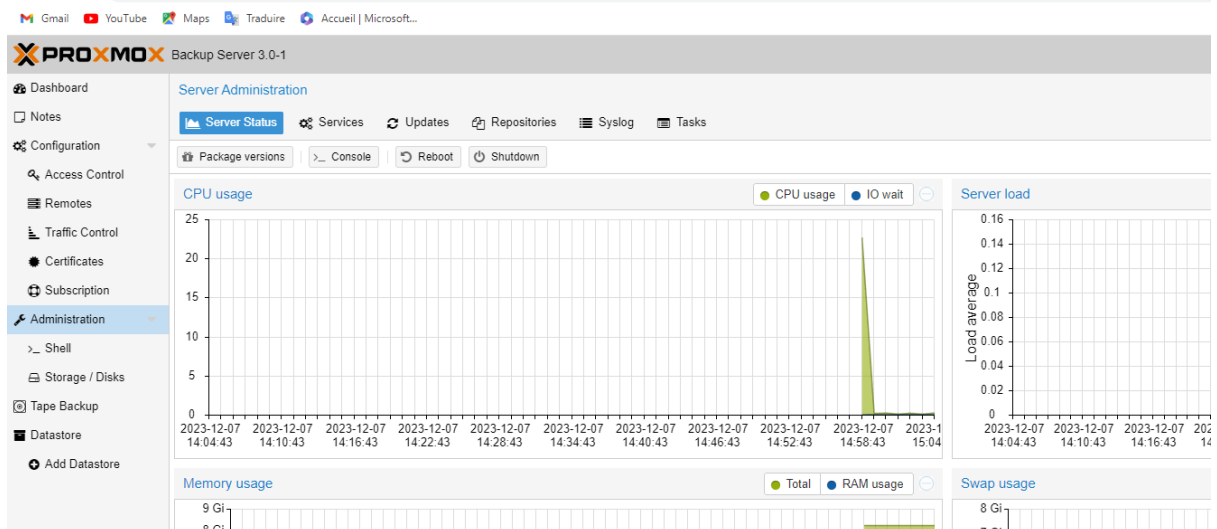 Gmail YouTube Maps Traduire Accueil | Microsoft...
PROXMOX Backup Server 3.0-1
Dashboard
Notes
Configuration
Access Control
Remotes
Traffic Control
Certificates
Subscription
Administration
>_ Shell
Storage / Disks
Tape Backup
Datastore
Add Datastore
Server Administration
Server Status Services Updates Repositories Syslog Tasks
Package versions >_ Console Reboot Shutdown
CPU usage CPU usage IO wait
25
20
15
10
5
0
2023-12-07 2023-12-07 2023-12-07 2023-12-07 2023-12-07 2023-12-07 2023-12-07 2023-12-07 2023-12-07 2023-12-07 2023-1
14:04:43 14:10:43 14:16:43 14:22:43 14:28:43 14:34:43 14:40:43 14:46:43 14:52:43 14:58:43 15:04
Server load
Load average
0.16
0.14
0.12
0.1
0.08
0.06
0.04
0.02
0
2023-12-07 2023-12-07 2023-12-07 202
14:04:43 14:10:43 14:16:43 14
Memory usage Total RAM usage
9 Gi
8 Gi
Swap usage
8 Gi